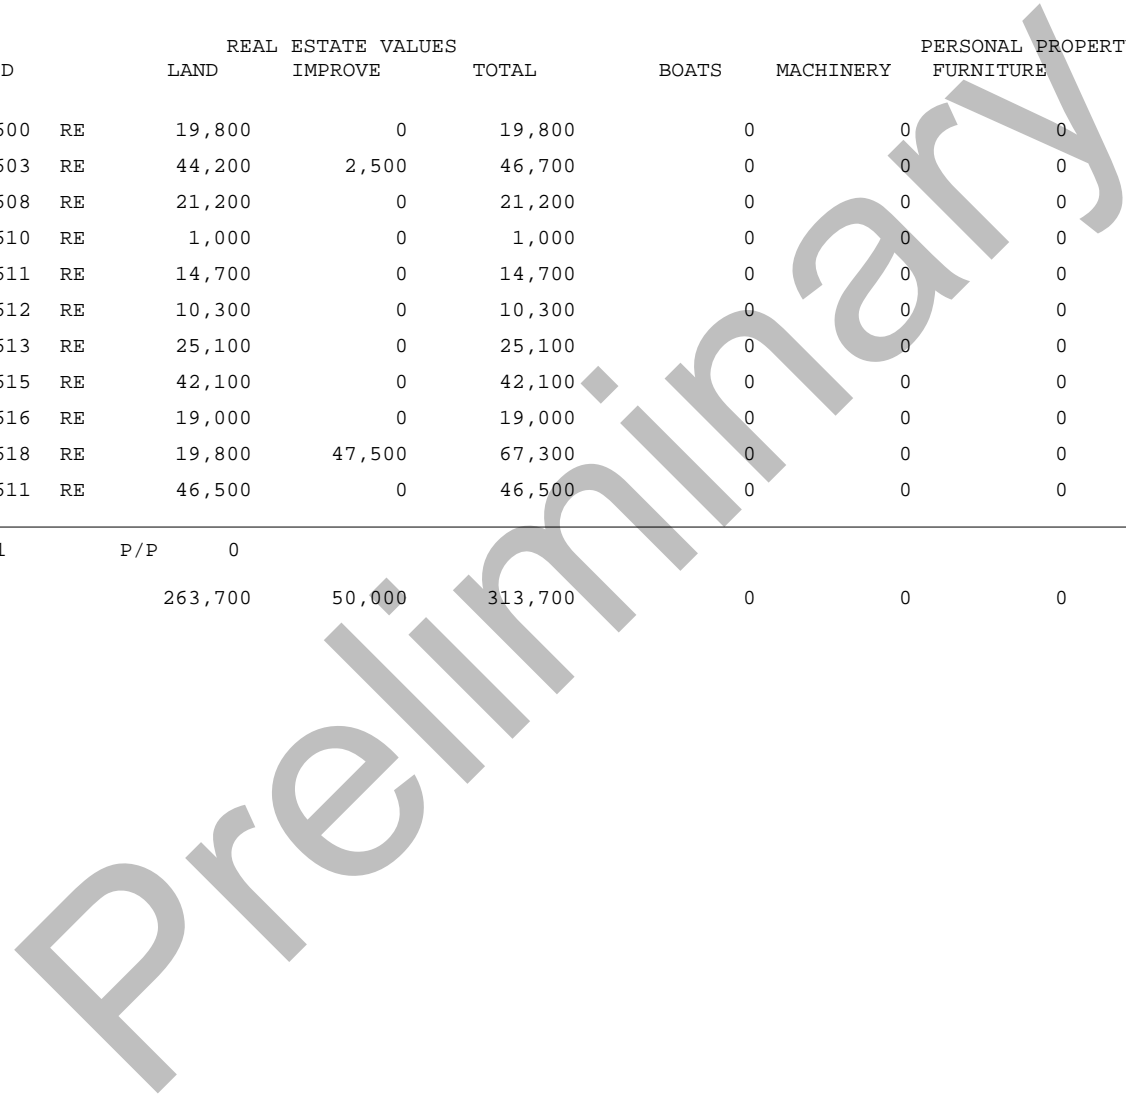 REAL ESTATE VALUES PERSONAL PROPERT
D LAND IMPROVE TOTAL BOATS MACHINERY FURNITURE
500 RE 19,800 0 19,800 0 0 0
503 RE 44,200 2,500 46,700 0 0 0
508 RE 21,200 0 21,200 0 0 0
510 RE 1,000 0 1,000 0 0 0
511 RE 14,700 0 14,700 0 0 0
512 RE 10,300 0 10,300 0 0 0
513 RE 25,100 0 25,100 0 0 0
515 RE 42,100 0 42,100 0 0 0
516 RE 19,000 0 19,000 0 0 0
518 RE 19,800 47,500 67,300 0 0 0
511 RE 46,500 0 46,500 0 0 0
1 P/P 0
263,700 50,000 313,700 0 0 0
Preliminary